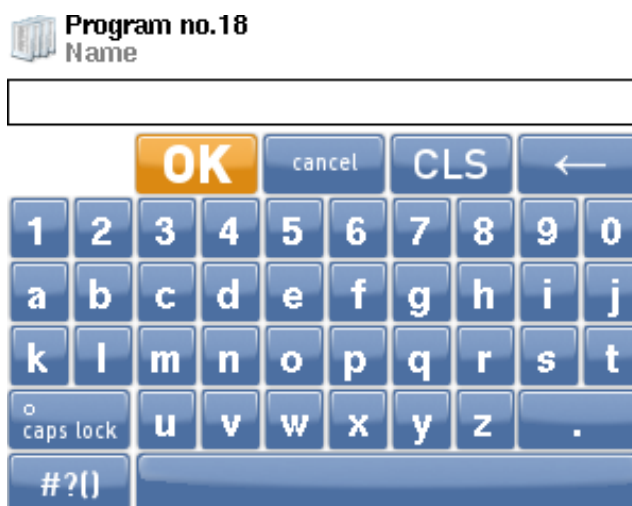 Program no.18
Name
OK cancel CLS ←
1 2 3 4 5 6 7 8 9 0
a b c d e f g h i j
k l m n o p q r s t
caps lock u v w x y z .
#?()